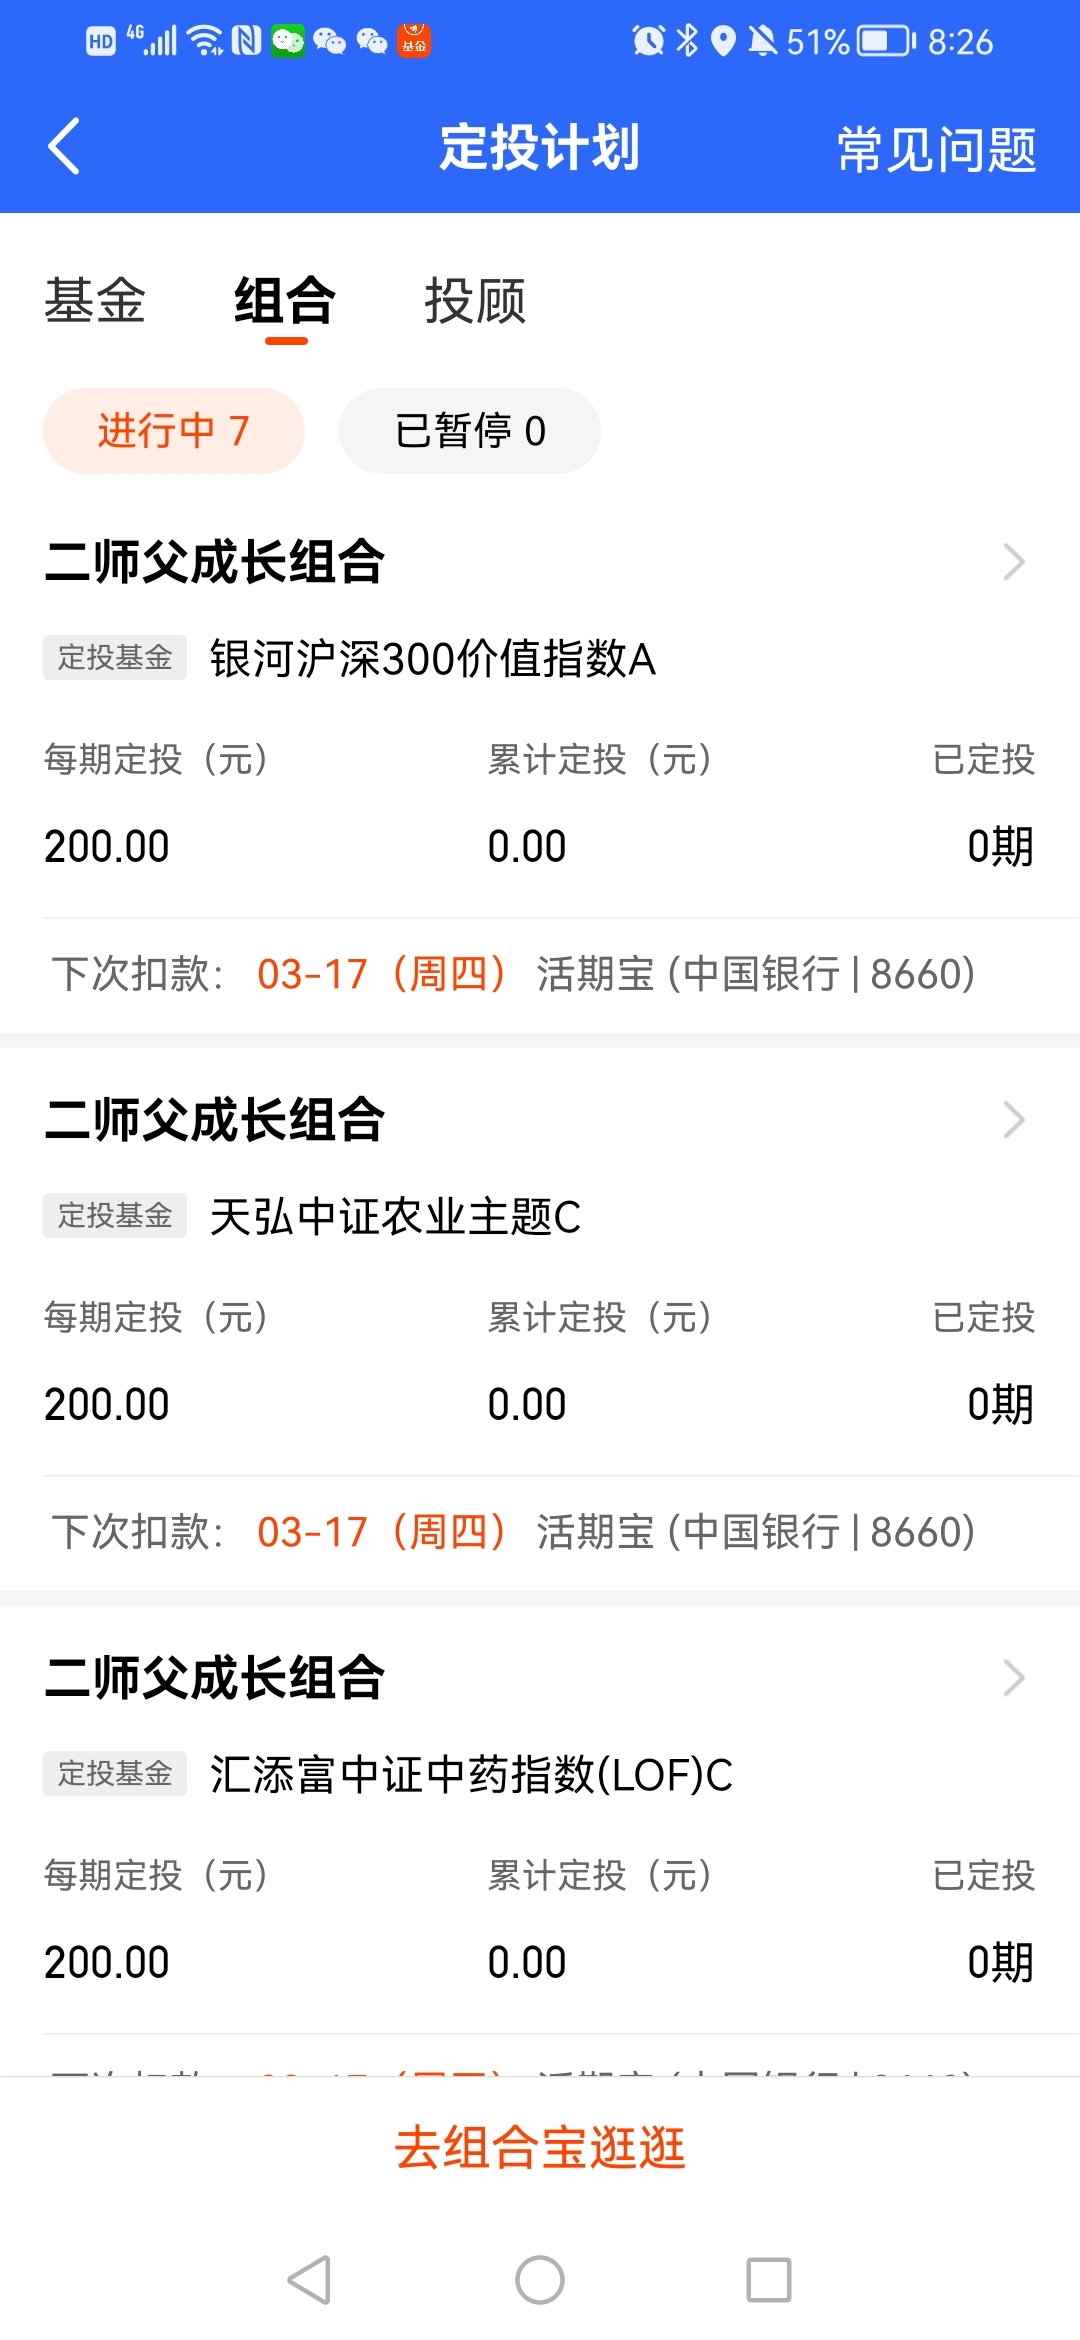 HD 4G 基金 51% 8:26
定投计划 常见问题
基金 组合 投顾
进行中 7 已暂停 0
二师父成长组合
定投基金 银河沪深300价值指数A
每期定投（元） 累计定投（元） 已定投
200.00 0.00 0期
下次扣款： 03-17（周四） 活期宝 (中国银行 | 8660)
二师父成长组合
定投基金 天弘中证农业主题C
每期定投（元） 累计定投（元） 已定投
200.00 0.00 0期
下次扣款： 03-17（周四） 活期宝 (中国银行 | 8660)
二师父成长组合
定投基金 汇添富中证中药指数(LOF)C
每期定投（元） 累计定投（元） 已定投
200.00 0.00 0期
去组合宝逛逛